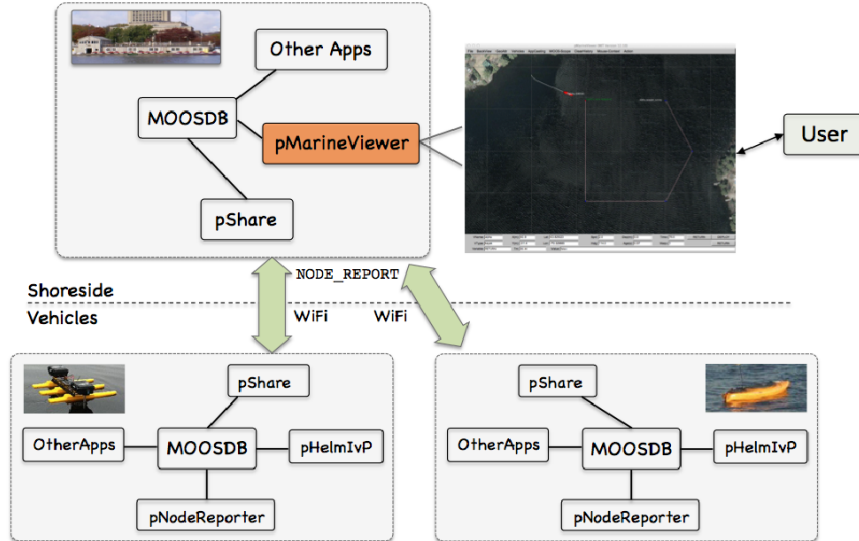 Other Apps
MOOSDB
pMarineViewer
pShare
User
NODE_REPORT
Shoreside
Vehicles
WiFi
WiFi
pShare
OtherApps
MOOSDB
pHelmIvP
pNodeReporter
pShare
OtherApps
MOOSDB
pHelmIvP
pNodeReporter